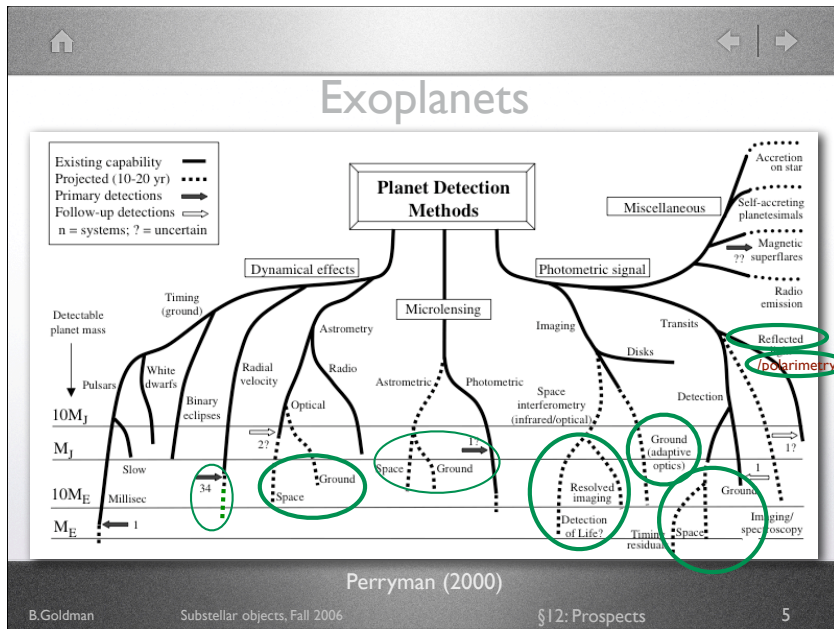 Exoplanets
Existing capability
Projected (10-20 yr)
Primary detections
Follow-up detections
n = systems; ? = uncertain
Planet Detection
Methods
Miscellaneous
Accretion
on star
Self-accreting
planetesimals
Magnetic
superflares
??
Radio
emission
Dynamical effects
Photometric signal
Microlensing
Timing
(ground)
Detectable
planet mass
Astrometry
Imaging
Transits
Reflected
/polarimetry
Disks
Pulsars
White
dwarfs
Binary
eclipses
Radial
velocity
Radio
Astrometric
Photometric
Space
interferometry
(infrared/optical)
Detection
Optical
10MJ
2?
1?
Ground
(adaptive
optics)
1?
MJ
Slow
34
Ground
Space
Space
Ground
Resolved
imaging
1
Ground
10ME
Millisec
Detection
of Life?
Timing
residual
Space
Imaging/
spectroscopy
ME
1
Perryman (2000)
B.Goldman
Substellar objects, Fall 2006
§12: Prospects
5